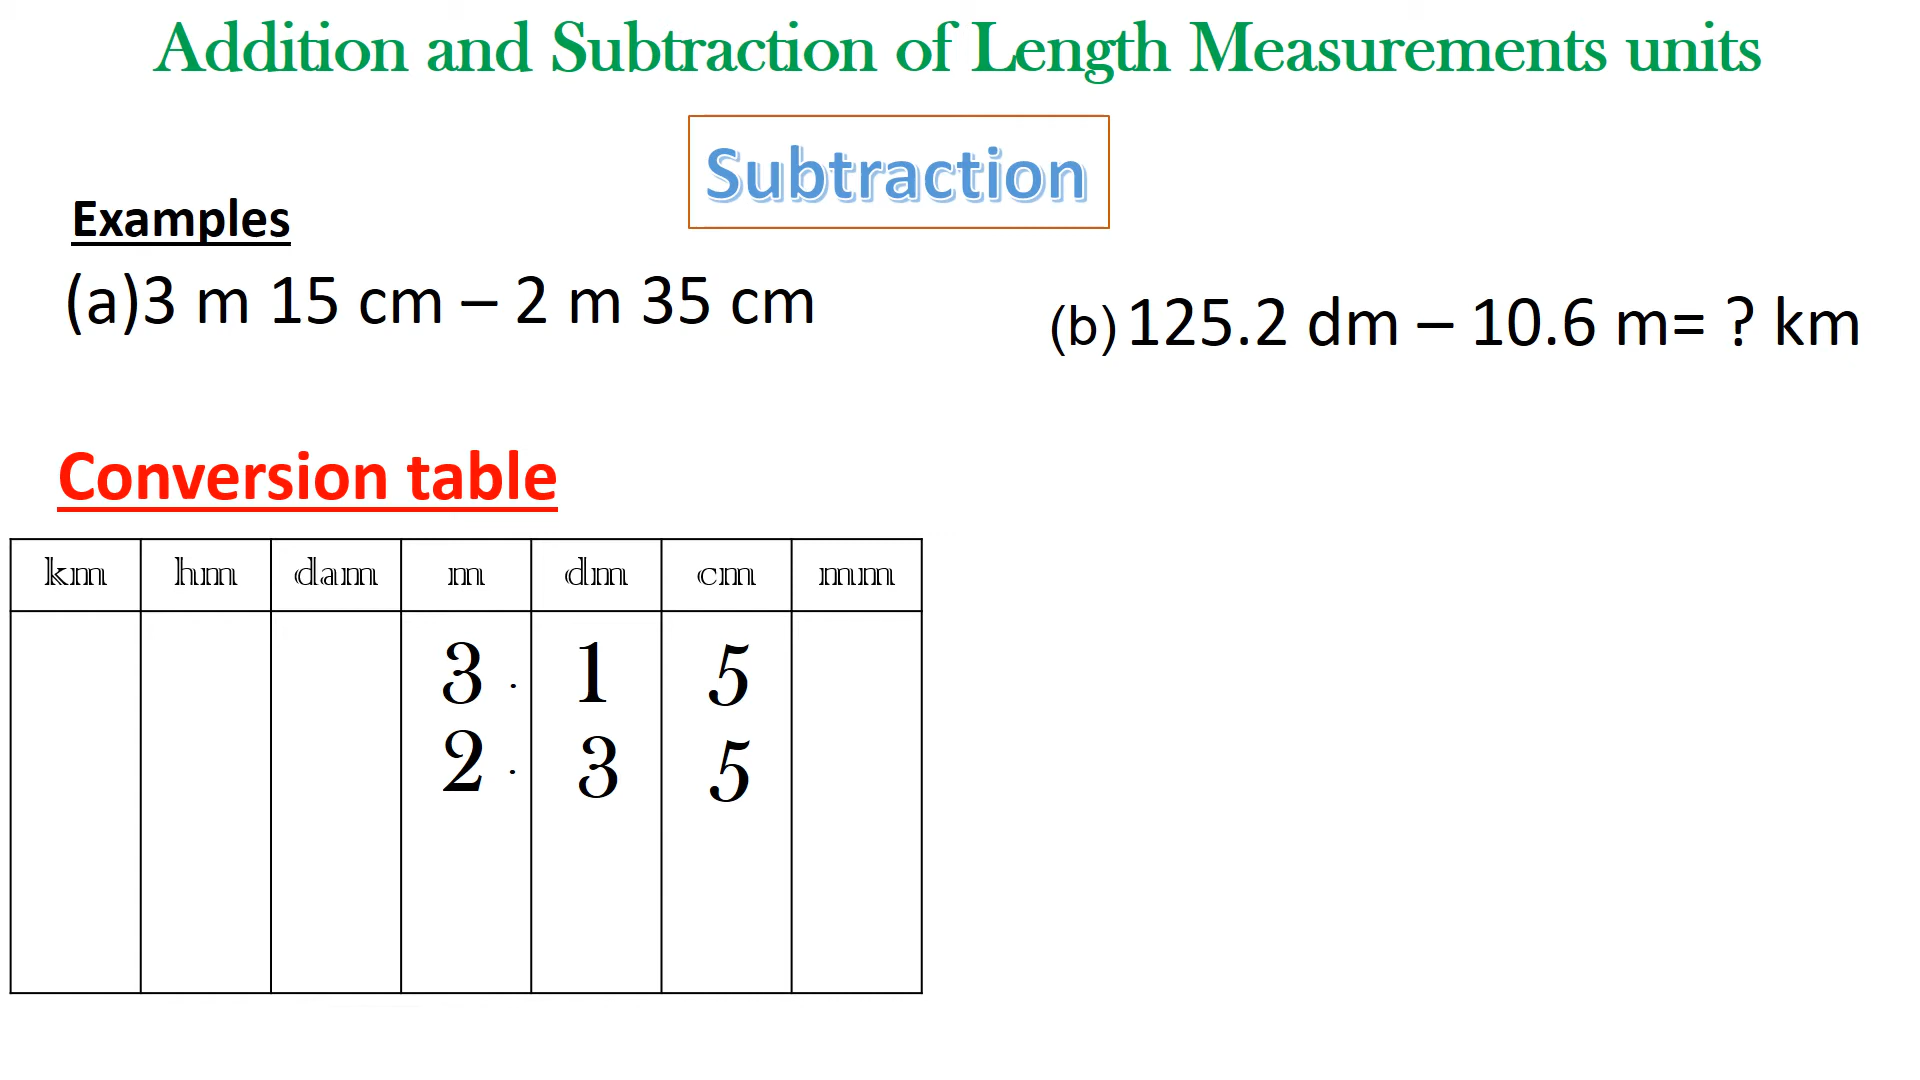 Addition and Subtraction of Length Measurements units
Subtraction
Examples
(a)3 m 15 cm – 2 m 35 cm
(b) 125.2 dm – 10.6 m= ? km
Conversion table
km hm dam m dm cm mm
3 . 1 5
2 . 3 5